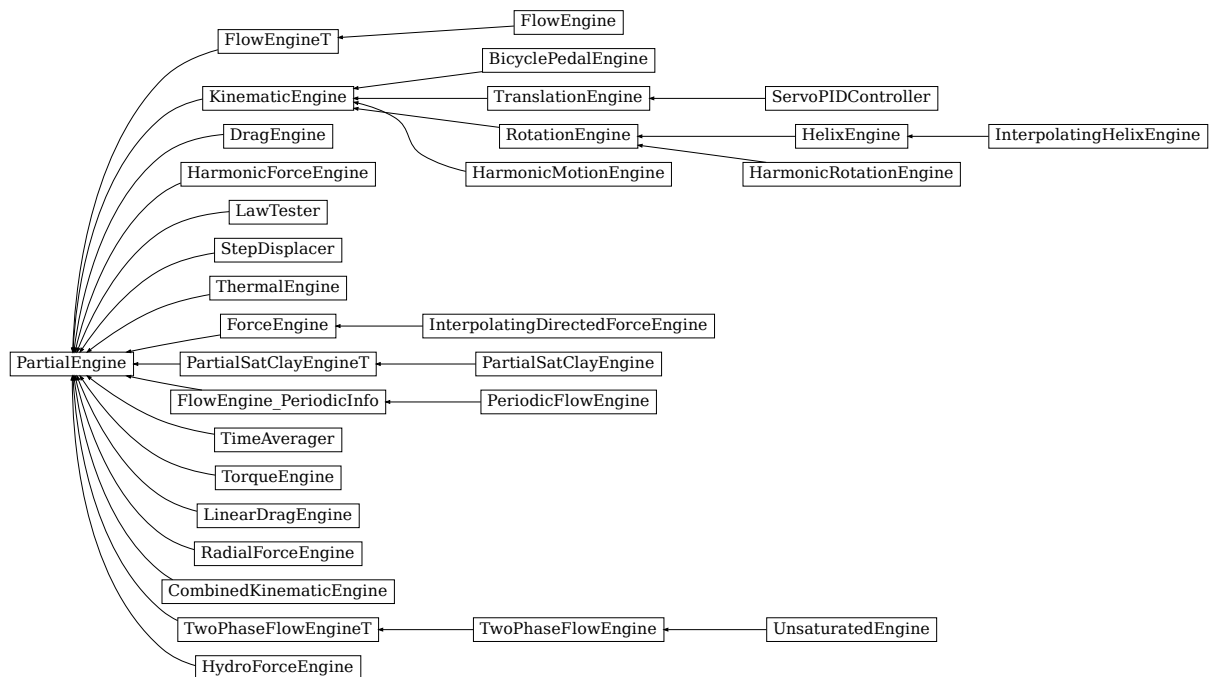 FlowEngine
FlowEngineT
BicyclePedalEngine
KinematicEngine
TranslationEngine
ServoPIDController
DragEngine
RotationEngine
HelixEngine
InterpolatingHelixEngine
HarmonicForceEngine
HarmonicMotionEngine
HarmonicRotationEngine
LawTester
StepDisplacer
ThermalEngine
ForceEngine
InterpolatingDirectedForceEngine
PartialEngine
PartialSatClayEngineT
PartialSatClayEngine
FlowEngine_PeriodicInfo
PeriodicFlowEngine
TimeAverager
TorqueEngine
LinearDragEngine
RadialForceEngine
CombinedKinematicEngine
TwoPhaseFlowEngineT
TwoPhaseFlowEngine
UnsaturatedEngine
HydroForceEngine